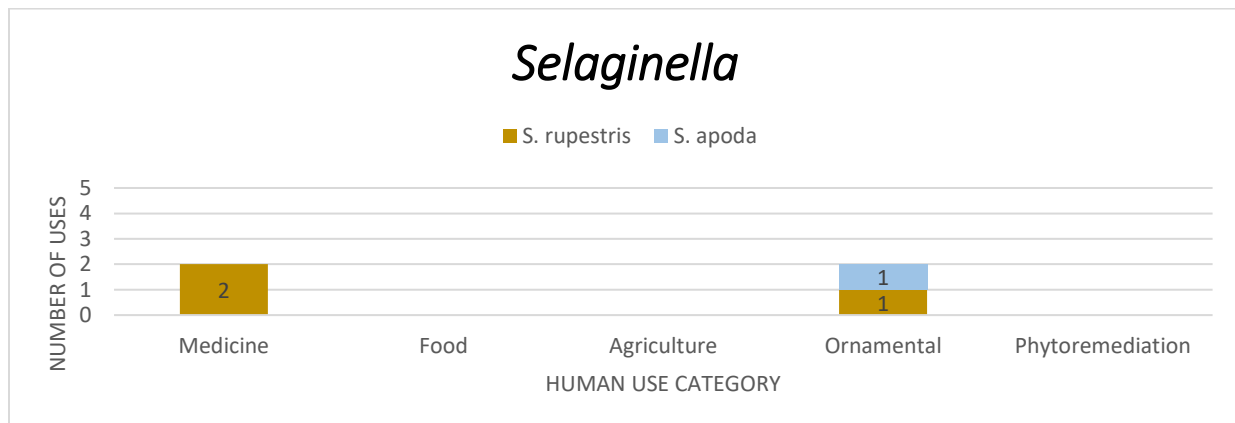 Selaginella
S. rupestris S. apoda
NUMBER OF USES
5
4
3
2
1
0
2
1
1
Medicine Food Agriculture Ornamental Phytoremediation
HUMAN USE CATEGORY